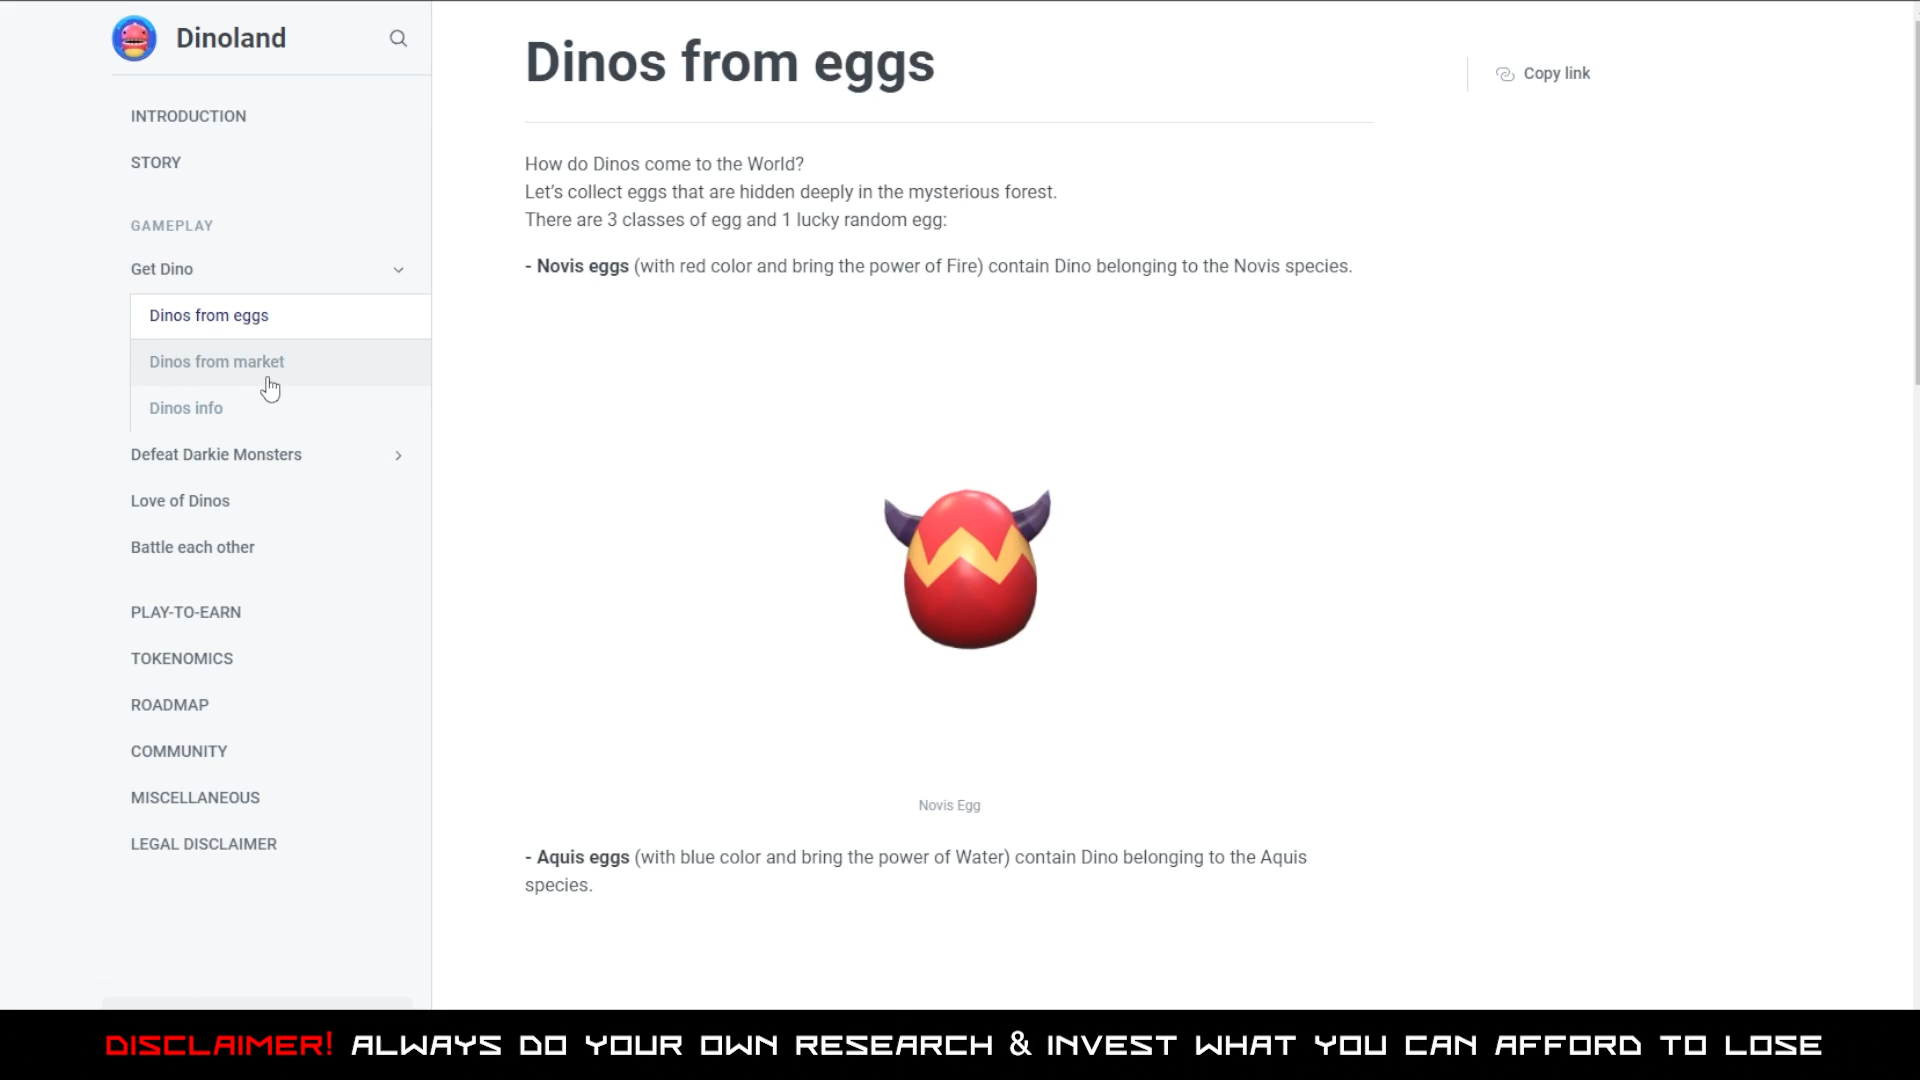 Dinoland
INTRODUCTION
STORY
GAMEPLAY
Get Dino
Dinos from eggs
Dinos from market
Dinos info
Defeat Darkie Monsters
Love of Dinos
Battle each other
PLAY-TO-EARN
TOKENOMICS
ROADMAP
COMMUNITY
MISCELLANEOUS
LEGAL DISCLAIMER
Dinos from eggs
Copy link
How do Dinos come to the World?
Let's collect eggs that are hidden deeply in the mysterious forest.
There are 3 classes of egg and 1 lucky random egg:
- Novis eggs (with red color and bring the power of Fire) contain Dino belonging to the Novis species.
Novis Egg
- Aquis eggs (with blue color and bring the power of Water) contain Dino belonging to the Aquis
species.
DISCLAIMER! ALWAYS DO YOUR OWN RESEARCH & INVEST WHAT YOU CAN AFFORD TO LOSE